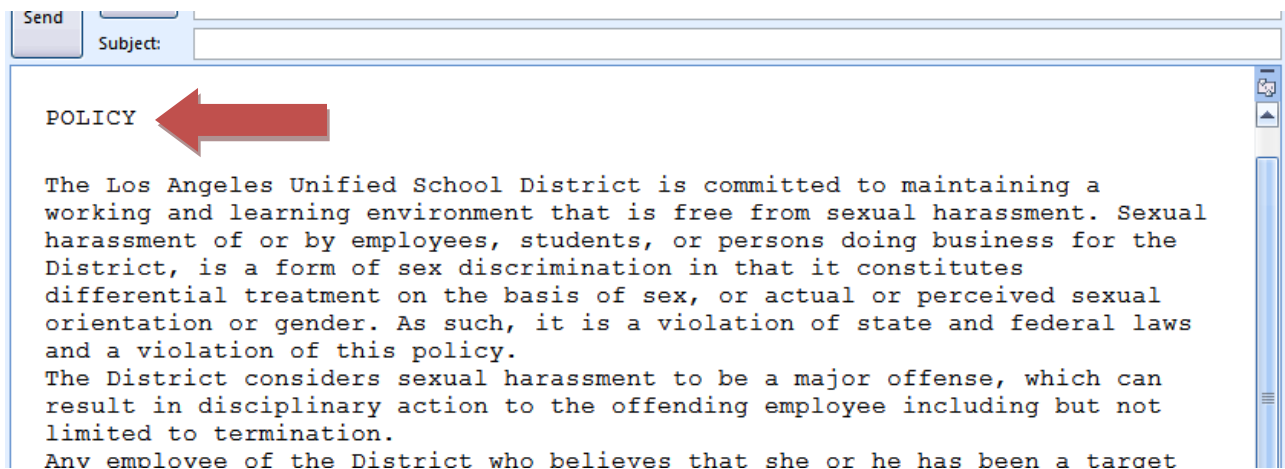 Send
Subject:
POLICY
The Los Angeles Unified School District is committed to maintaining a
working and learning environment that is free from sexual harassment. Sexual
harassment of or by employees, students, or persons doing business for the
District, is a form of sex discrimination in that it constitutes
differential treatment on the basis of sex, or actual or perceived sexual
orientation or gender. As such, it is a violation of state and federal laws
and a violation of this policy.
The District considers sexual harassment to be a major offense, which can
result in disciplinary action to the offending employee including but not
limited to termination.
Any employee of the District who believes that she or he has been a target